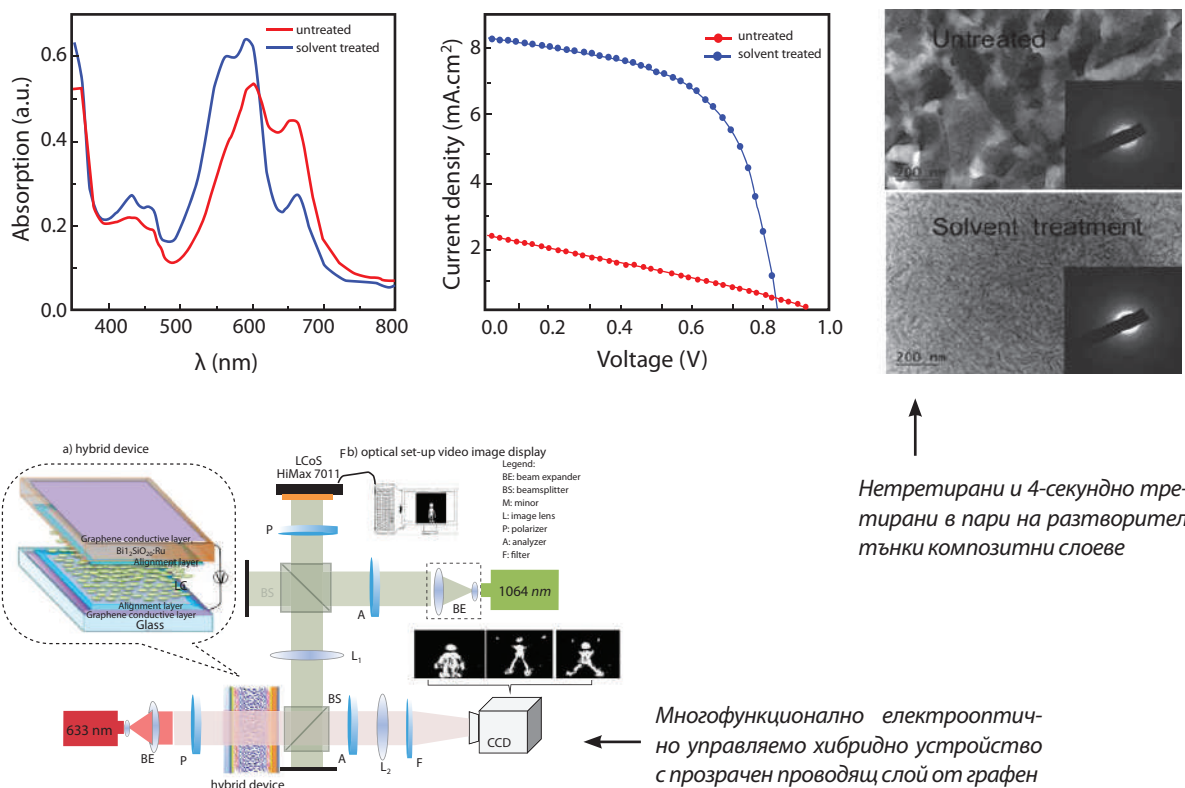 untreated
solvent treated
Absorption (a.u.)
0.6
0.4
0.2
0.0
400 500 600 700 800
λ (nm)
untreated
solvent treated
Current density (mA.cm²)
8
6
4
2
0.0 0.2 0.4 0.6 0.8 1.0
Voltage (V)
Untreated
200 nm
Solvent treatment
200 nm
Нетретирани и 4-секундно тре-
тирани в пари на разтворител
тънки композитни слоеве
a) hybrid device
Graphene conductive layer
Bi1₂SiO₂₀:Ru
Alignment layer
LC
V
Alignment layer
Graphene conductive layer
Glass
F b) optical set-up video image display
LCoS
HiMax 7011
Legend:
BE: beam expander
BS: beamsplitter
M: minor
L: image lens
P: polarizer
A: analyzer
F: filter
P
BS
A
BE
1064 nm
L₁
BS
633 nm
BE
P
hybrid device
A
L₂
F
CCD
Многофункционално електрооптич-
но управляемо хибридно устройство
с прозрачен проводящ слой от графен